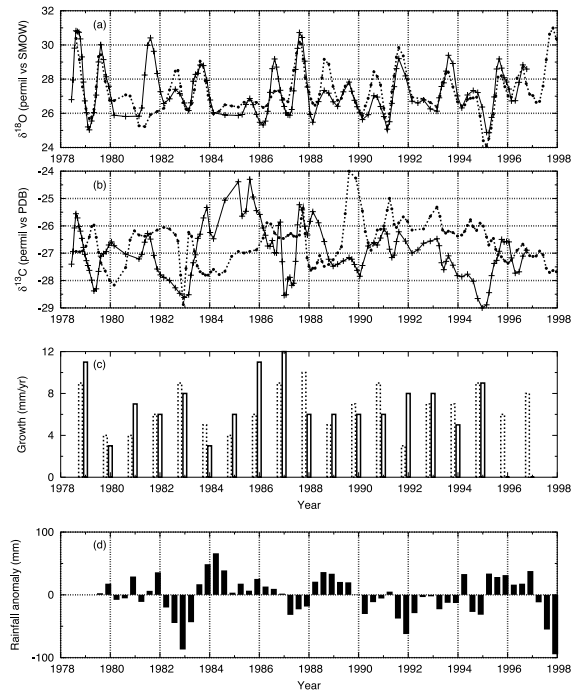 (a)
δ18O (permil vs SMOW)
32
30
28
26
24
1978 1980 1982 1984 1986 1988 1990 1992 1994 1996 1998
(b)
δ13C (permil vs PDB)
-24
-25
-26
-27
-28
-29
1978 1980 1982 1984 1986 1988 1990 1992 1994 1996 1998
(c)
Growth (mm/yr)
12
8
4
0
1978 1980 1982 1984 1986 1988 1990 1992 1994 1996 1998
Year
(d)
Rainfall anomaly (mm)
100
0
-100
1978 1980 1982 1984 1986 1988 1990 1992 1994 1996 1998
Year